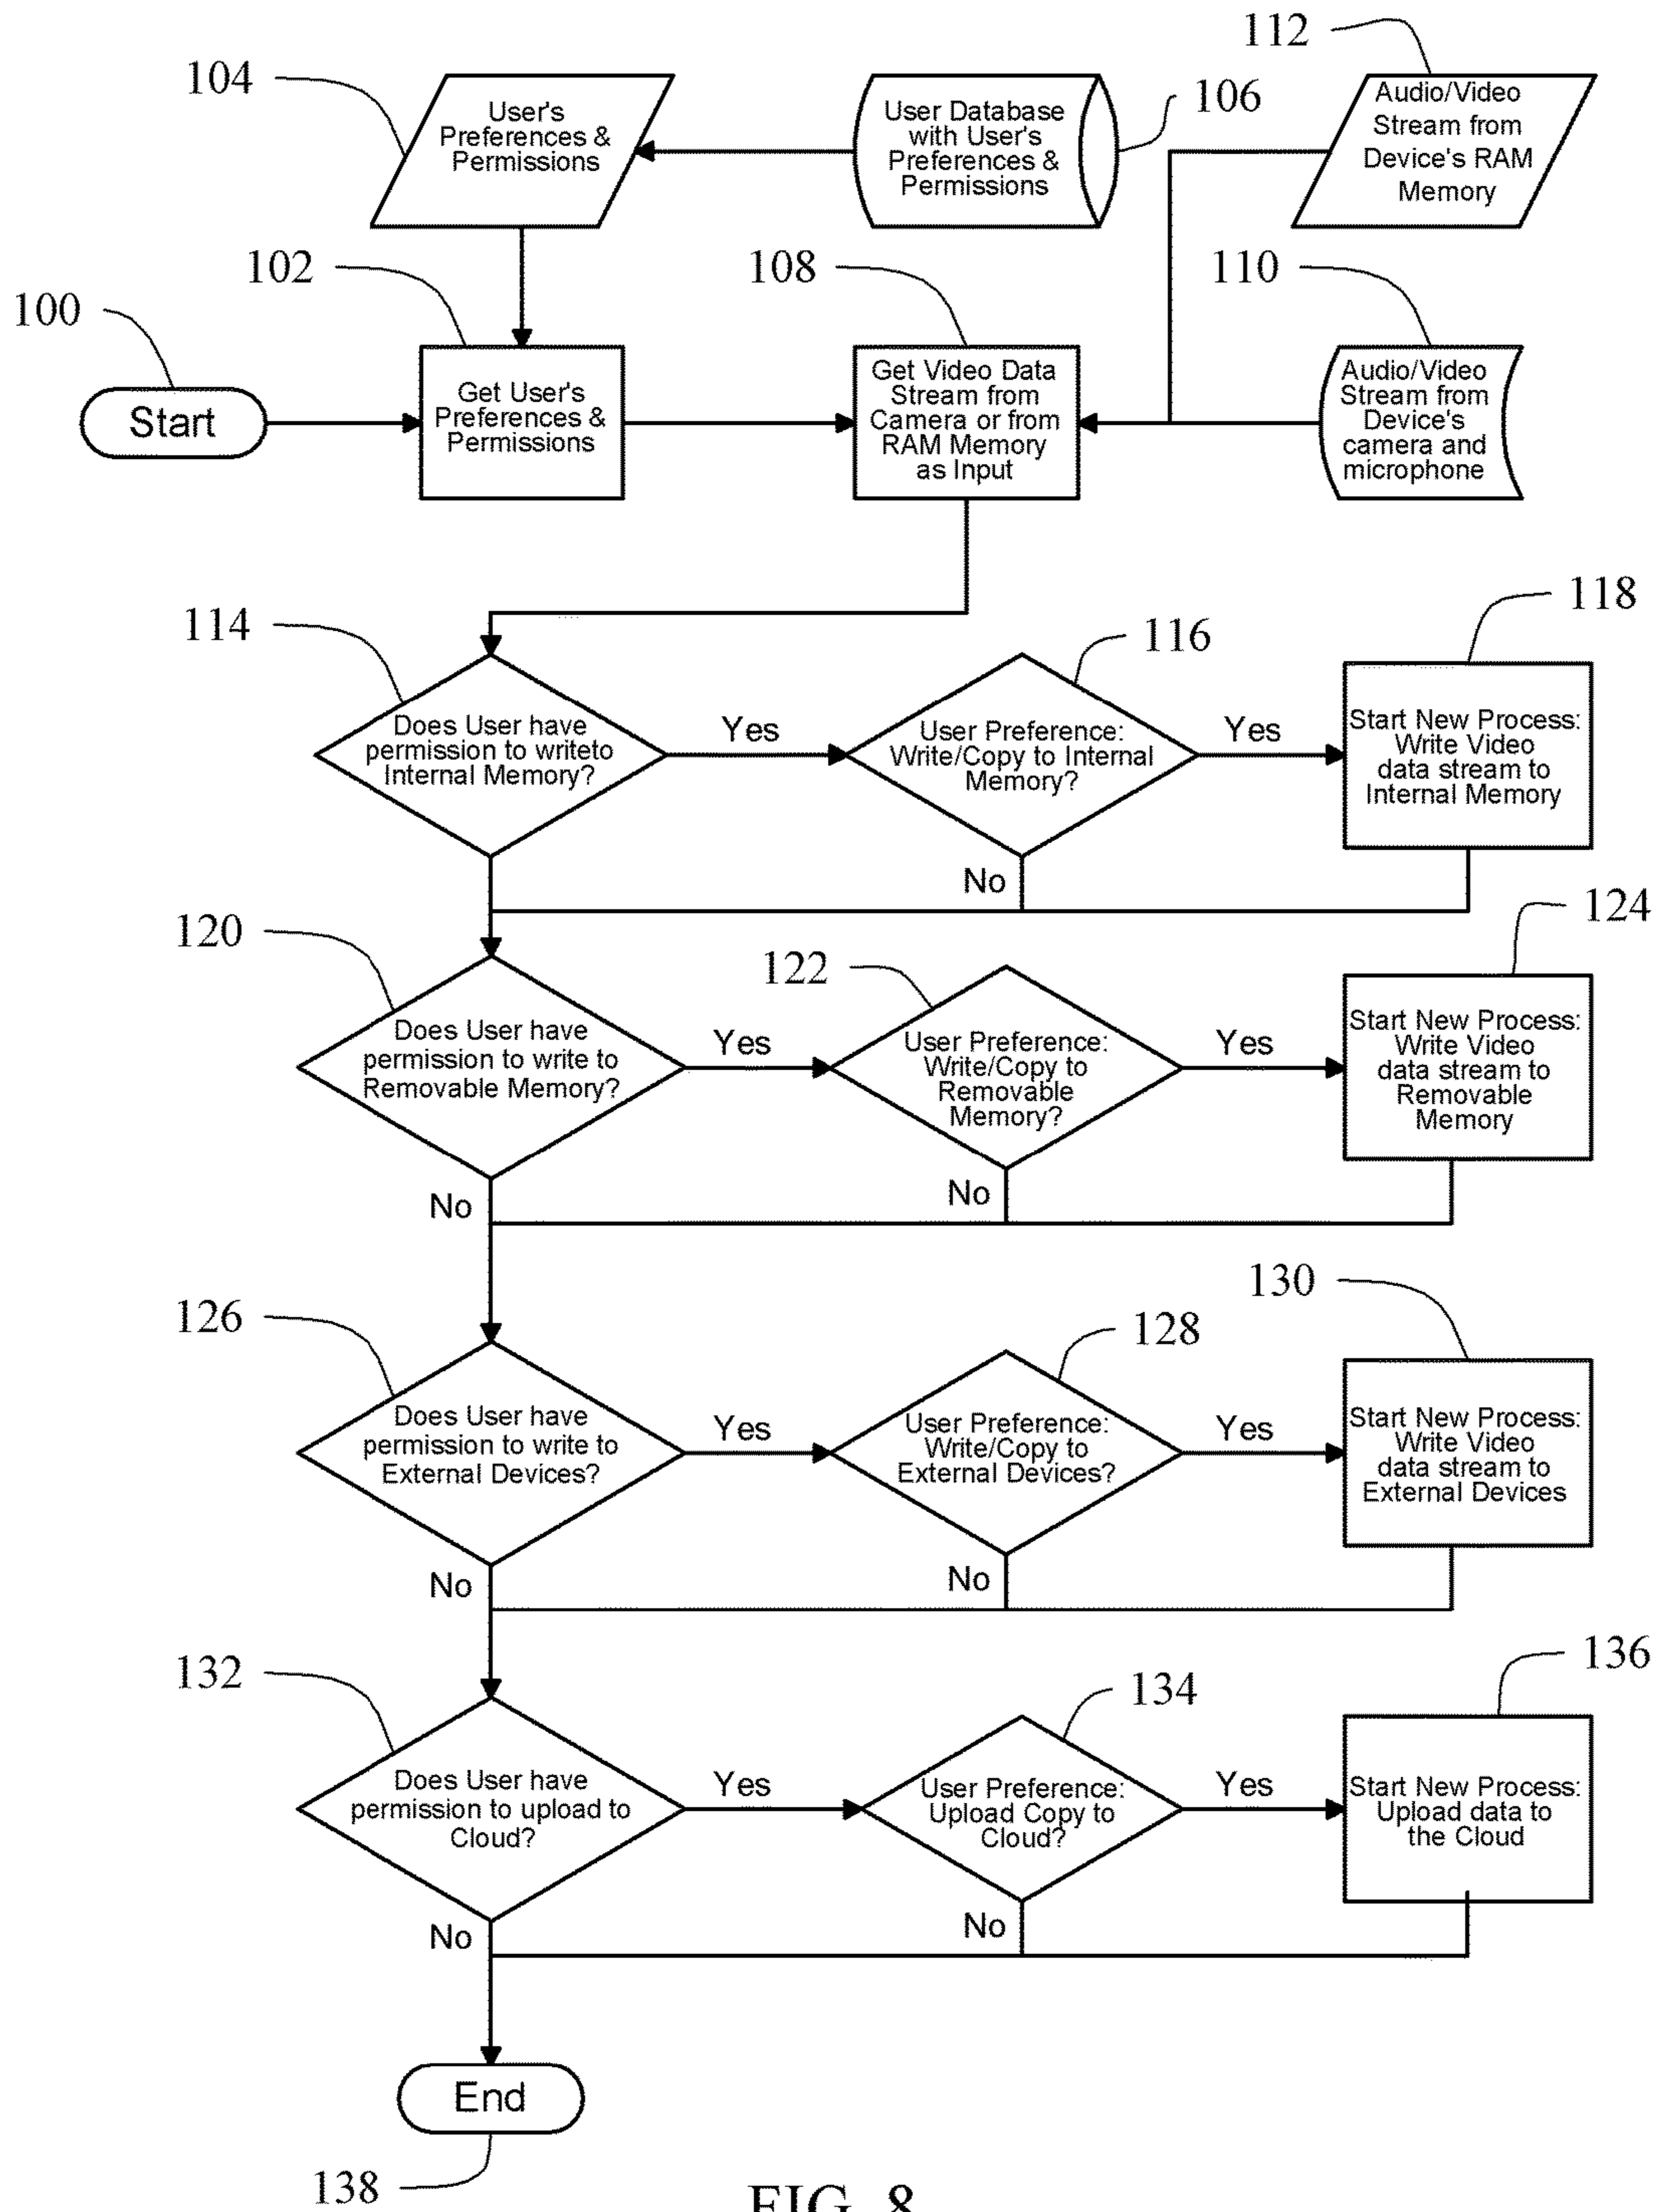 112
104
User's
Preferences &
Permissions
User Database
with User's
Preferences &
Permissions
106
Audio/Video
Stream from
Device's RAM
Memory
102
108
110
100
Start
Get User's
Preferences &
Permissions
Get Video Data
Stream from
Camera or from
RAM Memory
as Input
Audio/Video
Stream from
Device's
camera and
microphone
114
116
118
Does User have
permission to writeto
Internal Memory?
Yes
User Preference:
Write/Copy to Internal
Memory?
Yes
Start New Process:
Write Video
data stream to
Internal Memory
No
120
122
124
Does User have
permission to write to
Removable Memory?
Yes
User Preference:
Write/Copy to
Removable
Memory?
Yes
Start New Process:
Write Video
data stream to
Removable
Memory
No
No
126
128
130
Does User have
permission to write to
External Devices?
Yes
User Preference:
Write/Copy to
External Devices?
Yes
Start New Process:
Write Video
data stream to
External Devices
No
No
132
134
136
Does User have
permission to upload to
Cloud?
Yes
User Preference:
Upload Copy to
Cloud?
Yes
Start New Process:
Upload data to
the Cloud
No
No
End
138
FIG. 8